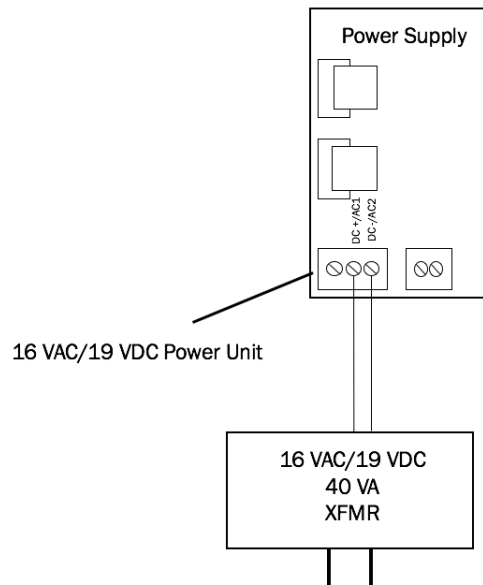 Power Supply
DC +/AC1
DC -/AC2
16 VAC/19 VDC Power Unit
16 VAC/19 VDC
40 VA
XFMR